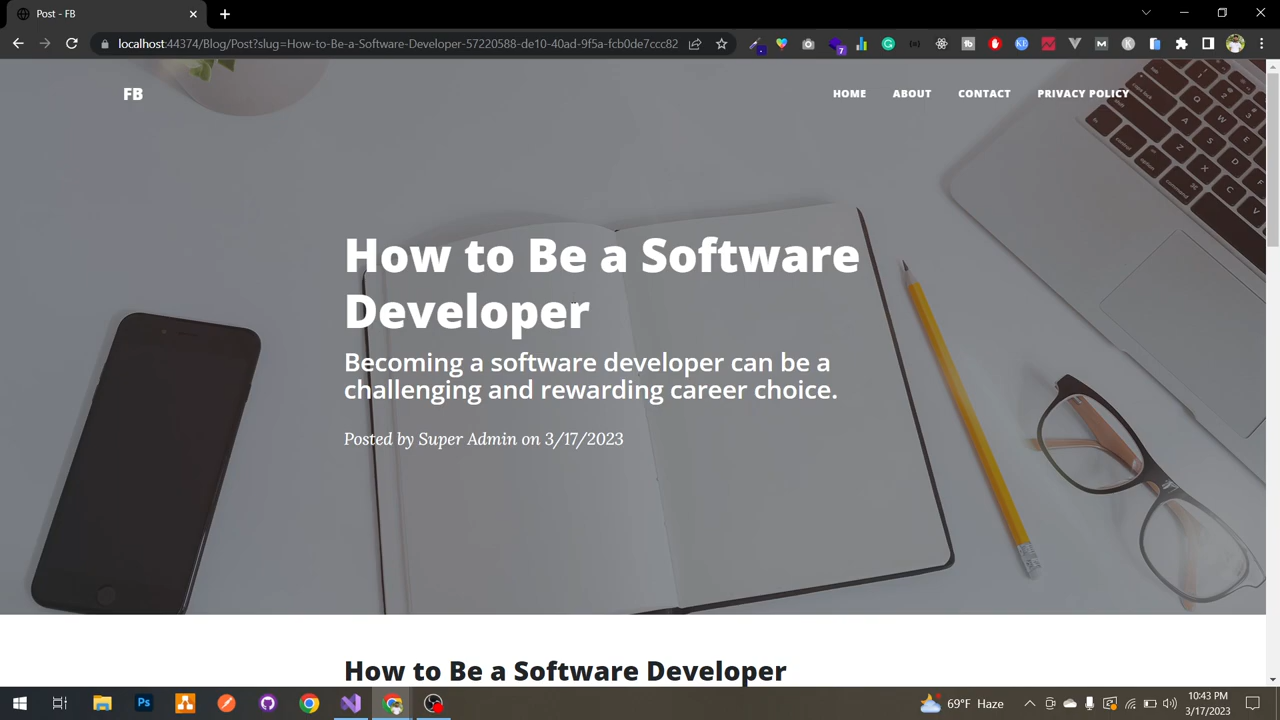 Post - FB
localhost:44374/Blog/Post?slug=How-to-Be-a-Software-Developer-57220588-de10-40ad-9f5a-fcb0de7ccc82
FB
HOME ABOUT CONTACT PRIVACY POLICY
How to Be a Software
Developer
Becoming a software developer can be a
challenging and rewarding career choice.
Posted by Super Admin on 3/17/2023
How to Be a Software Developer
69°F Haze
10:43 PM
3/17/2023